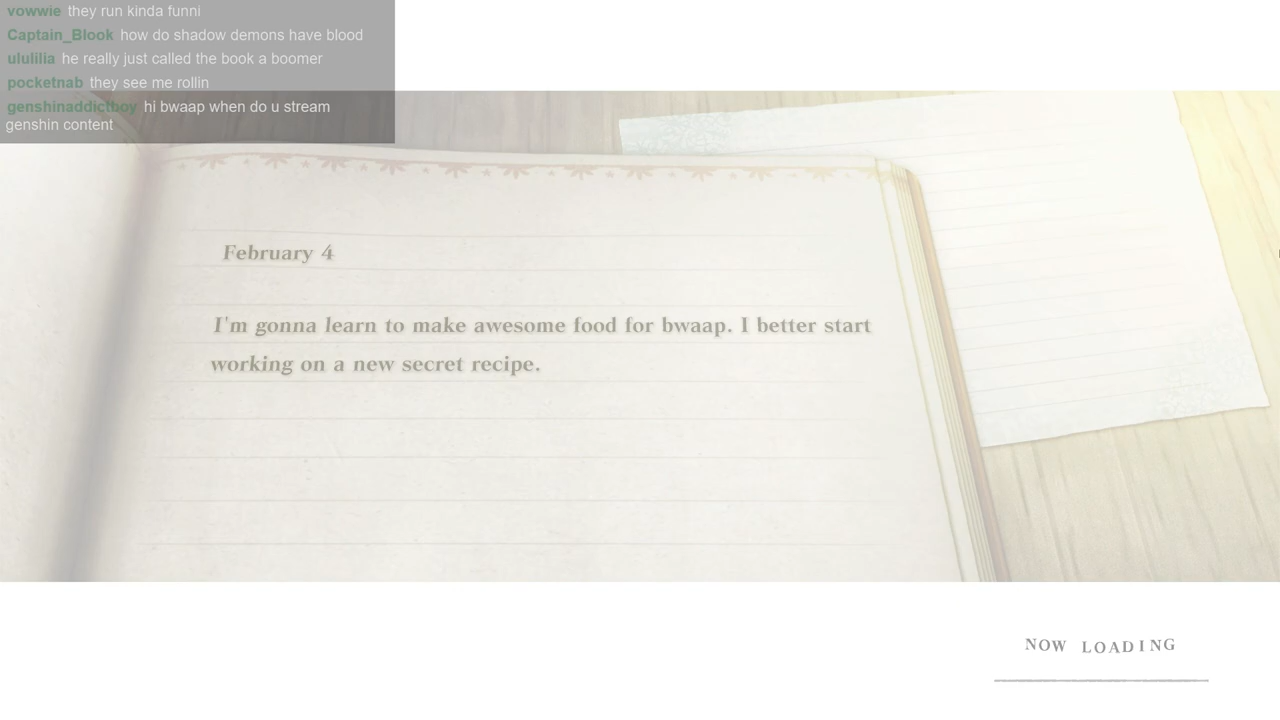 vowwie they run kinda funni
Captain_Blook how do shadow demons have blood
ululilia he really just called the book a boomer
pocketnab they see me rollin
genshinaddictboy hi bwaap when do u stream
genshin content
February 4
I'm gonna learn to make awesome food for bwaap. I better start
working on a new secret recipe.
NOW LOADING